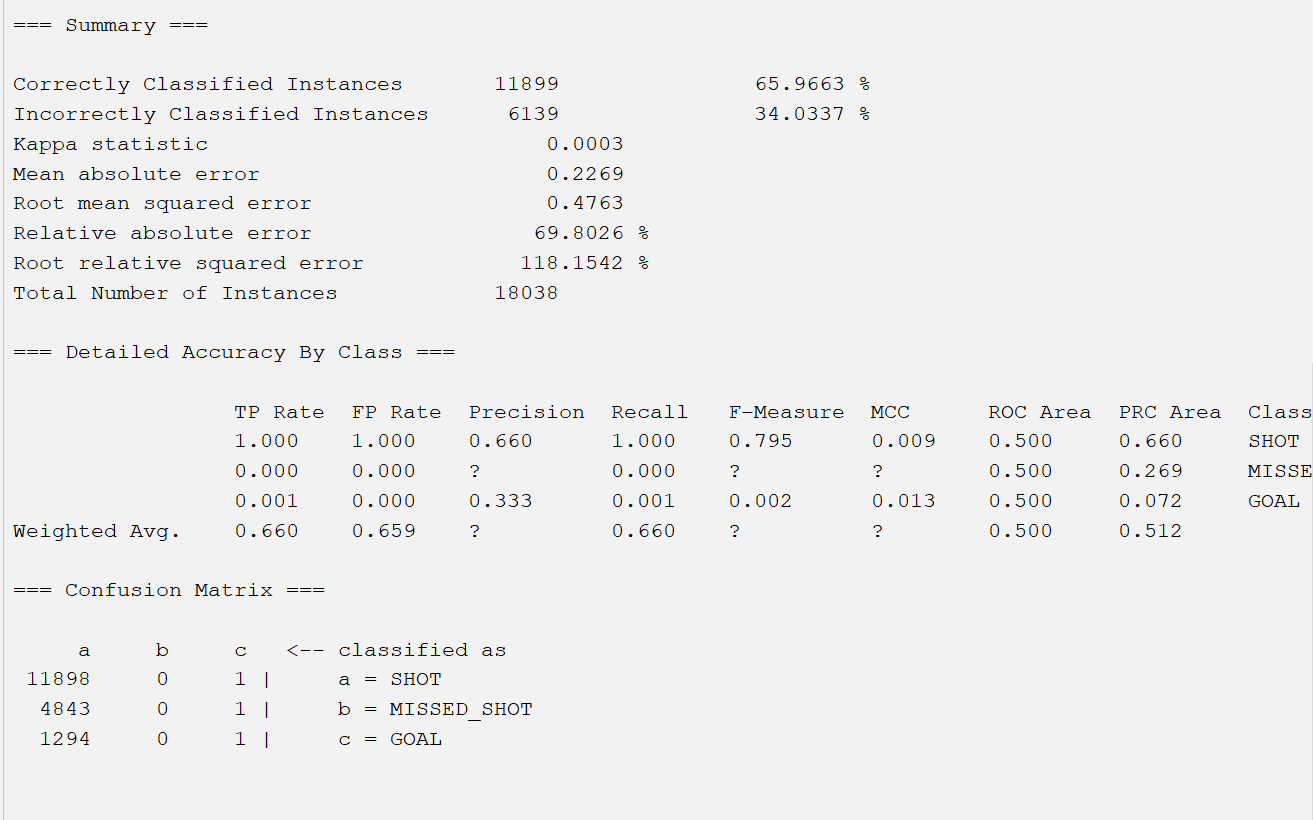 === Summary ===
Correctly Classified Instances 11899 65.9663 %
Incorrectly Classified Instances 6139 34.0337 %
Kappa statistic 0.0003
Mean absolute error 0.2269
Root mean squared error 0.4763
Relative absolute error 69.8026 %
Root relative squared error 118.1542 %
Total Number of Instances 18038
=== Detailed Accuracy By Class ===
TP Rate FP Rate Precision Recall F-Measure MCC ROC Area PRC Area Class
1.000 1.000 0.660 1.000 0.795 0.009 0.500 0.660 SHOT
0.000 0.000 ? 0.000 ? ? 0.500 0.269 MISSE
0.001 0.000 0.333 0.001 0.002 0.013 0.500 0.072 GOAL
Weighted Avg. 0.660 0.659 ? 0.660 ? ? 0.500 0.512
=== Confusion Matrix ===
a b c <-- classified as
11898 0 1 | a = SHOT
4843 0 1 | b = MISSED_SHOT
1294 0 1 | c = GOAL